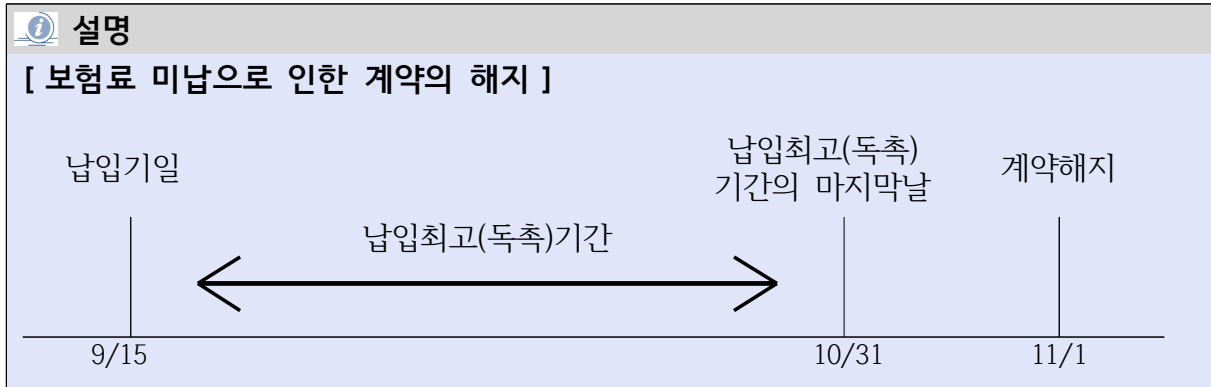 설명
[ 보험료 미납으로 인한 계약의 해지 ]
납입기일
납입최고(독촉)
기간의 마지막날
계약해지
납입최고(독촉)기간
9/15
10/31
11/1